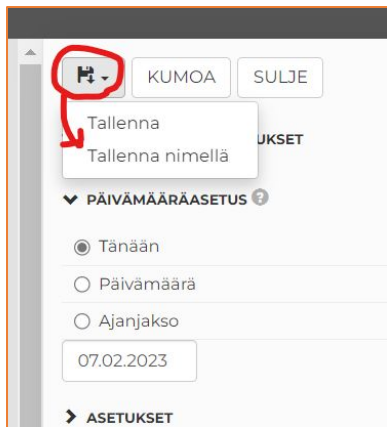 KUMOA SULJE
Tallenna
UKSET
Tallenna nimellä
PÄIVÄMÄÄRÄASETUS
Tänään
Päivämäärä
Ajanjakso
07.02.2023
ASETUKSET